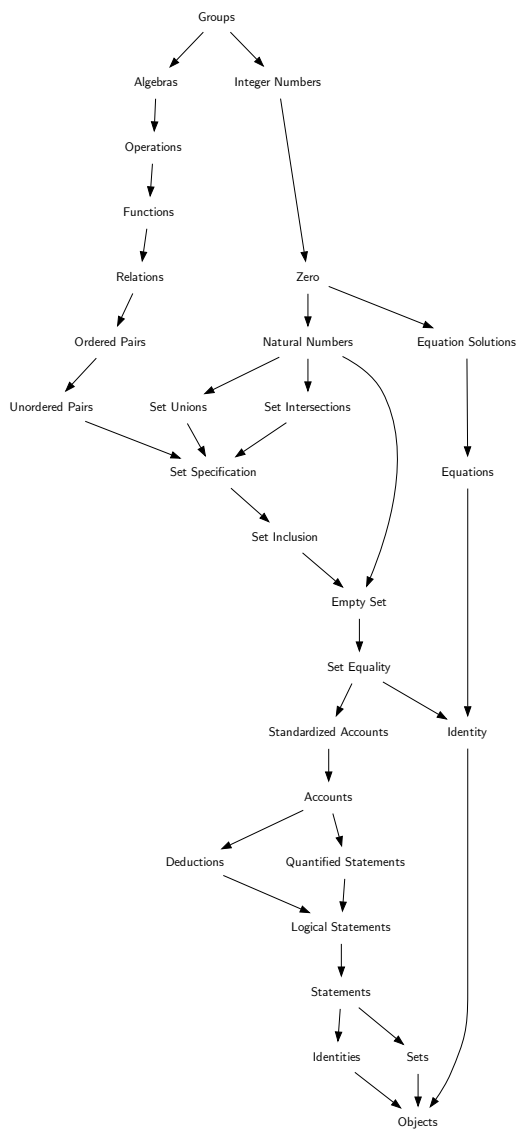 Groups
Algebras
Integer Numbers
Operations
Functions
Relations
Zero
Ordered Pairs
Natural Numbers
Equation Solutions
Unordered Pairs
Set Unions
Set Intersections
Set Specification
Equations
Set Inclusion
Empty Set
Set Equality
Standardized Accounts
Identity
Accounts
Deductions
Quantified Statements
Logical Statements
Statements
Identities
Sets
Objects